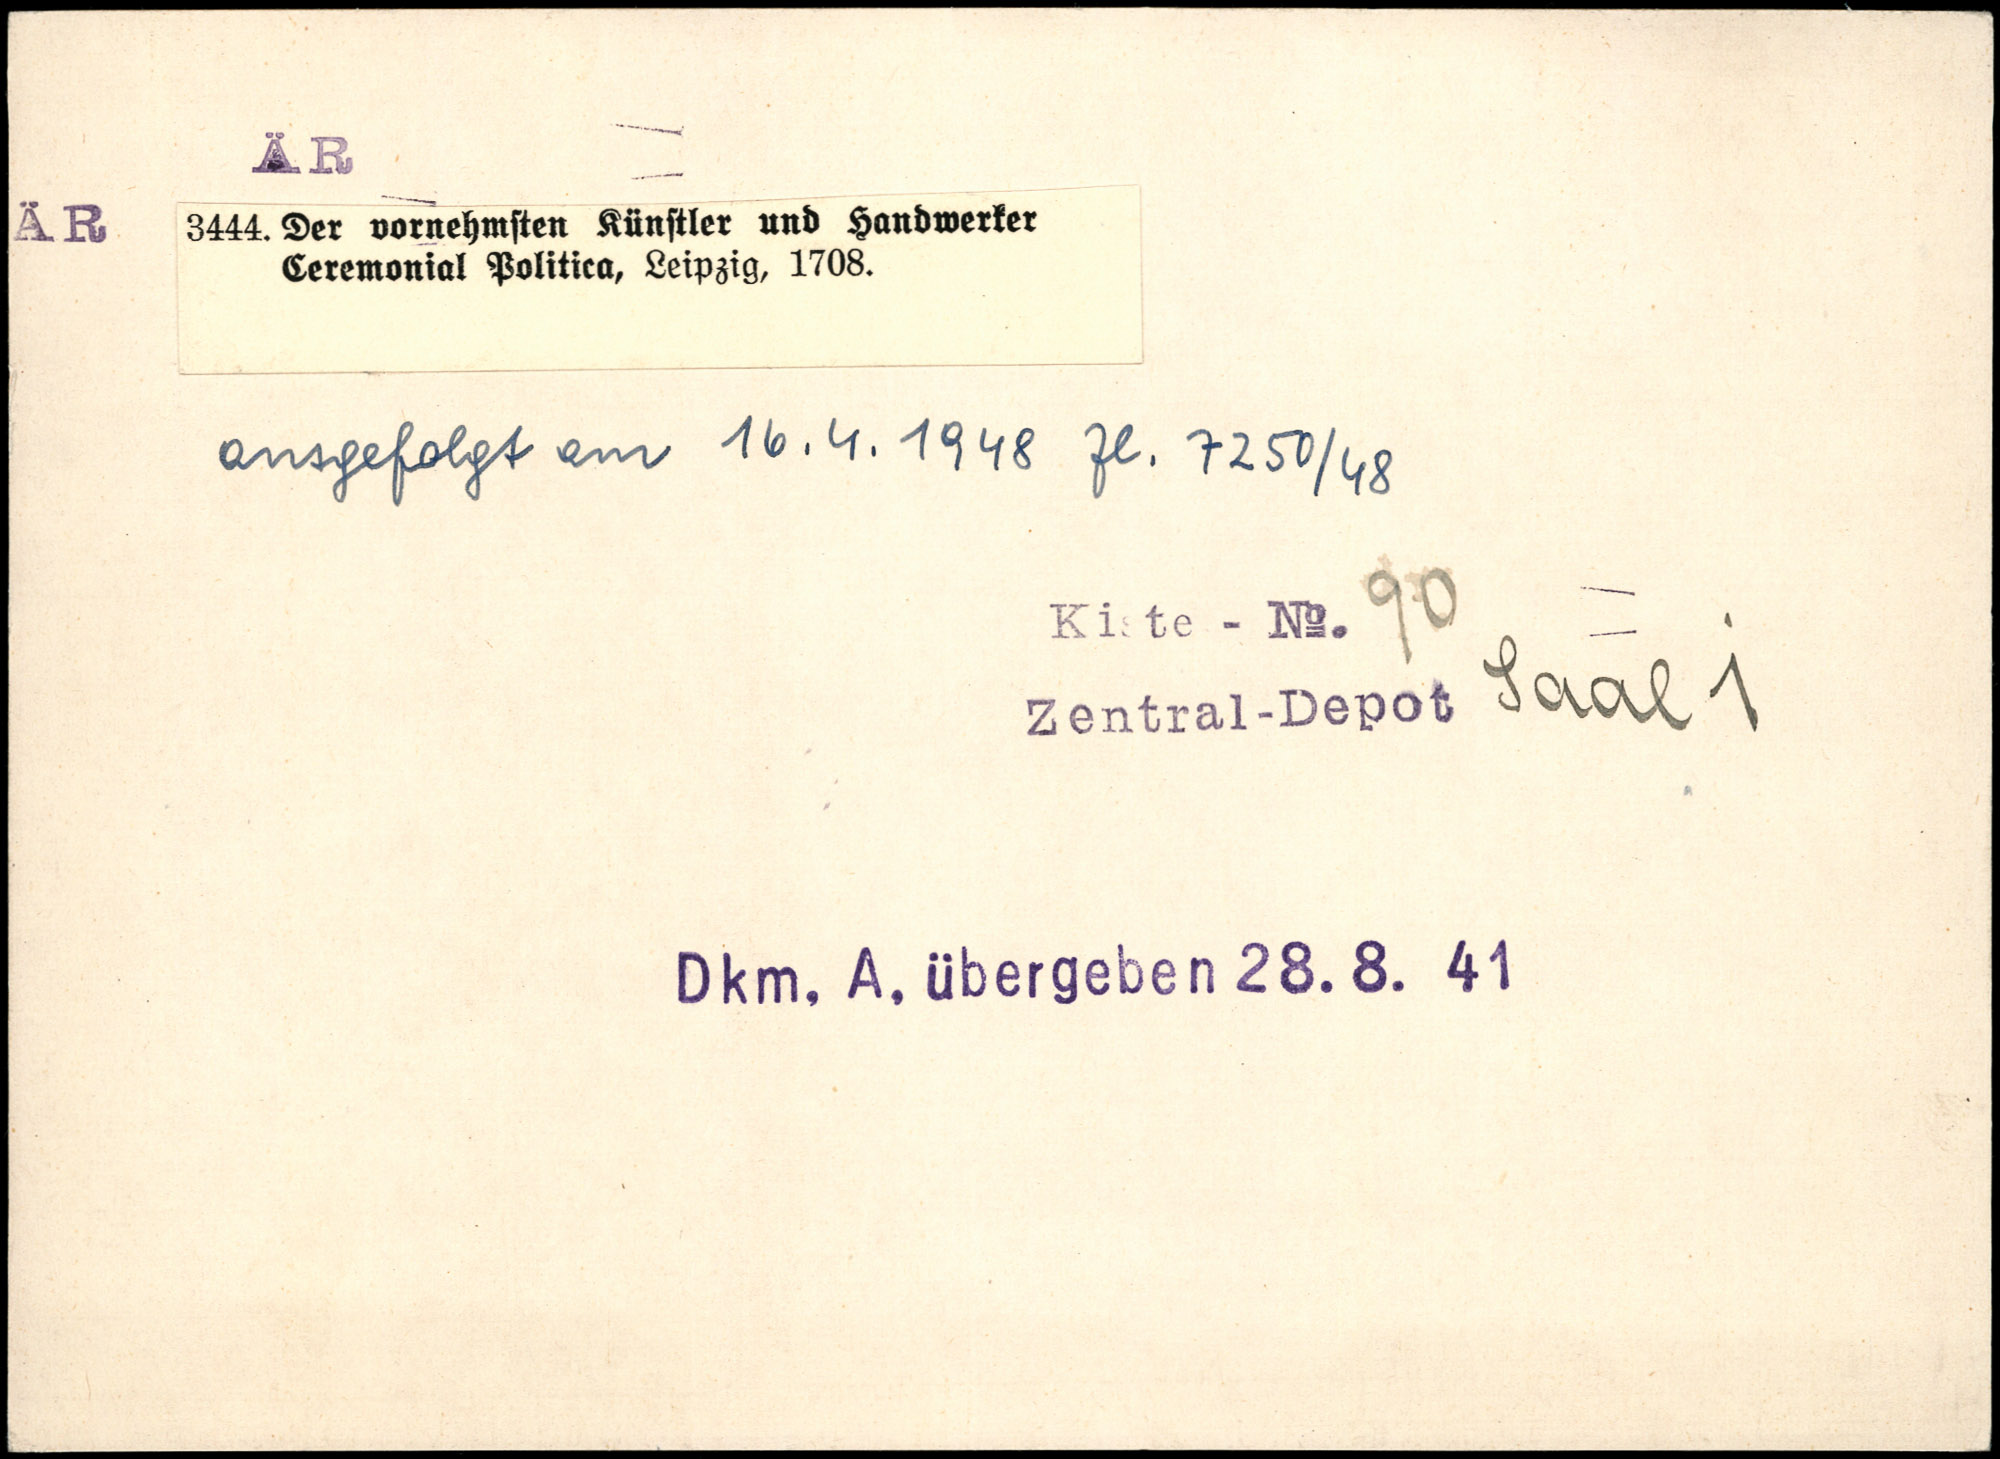 ÄR
ÄR
3444. Der vornehmsten Künstler und Handwerker
Ceremonial Politica, Leipzig, 1708.
ausgefolgt am 16.4.1948 Zl. 7250/48
Kiste - No. 90
Zentral-Depot Saal 1
Dkm. A. übergeben 28. 8. 41